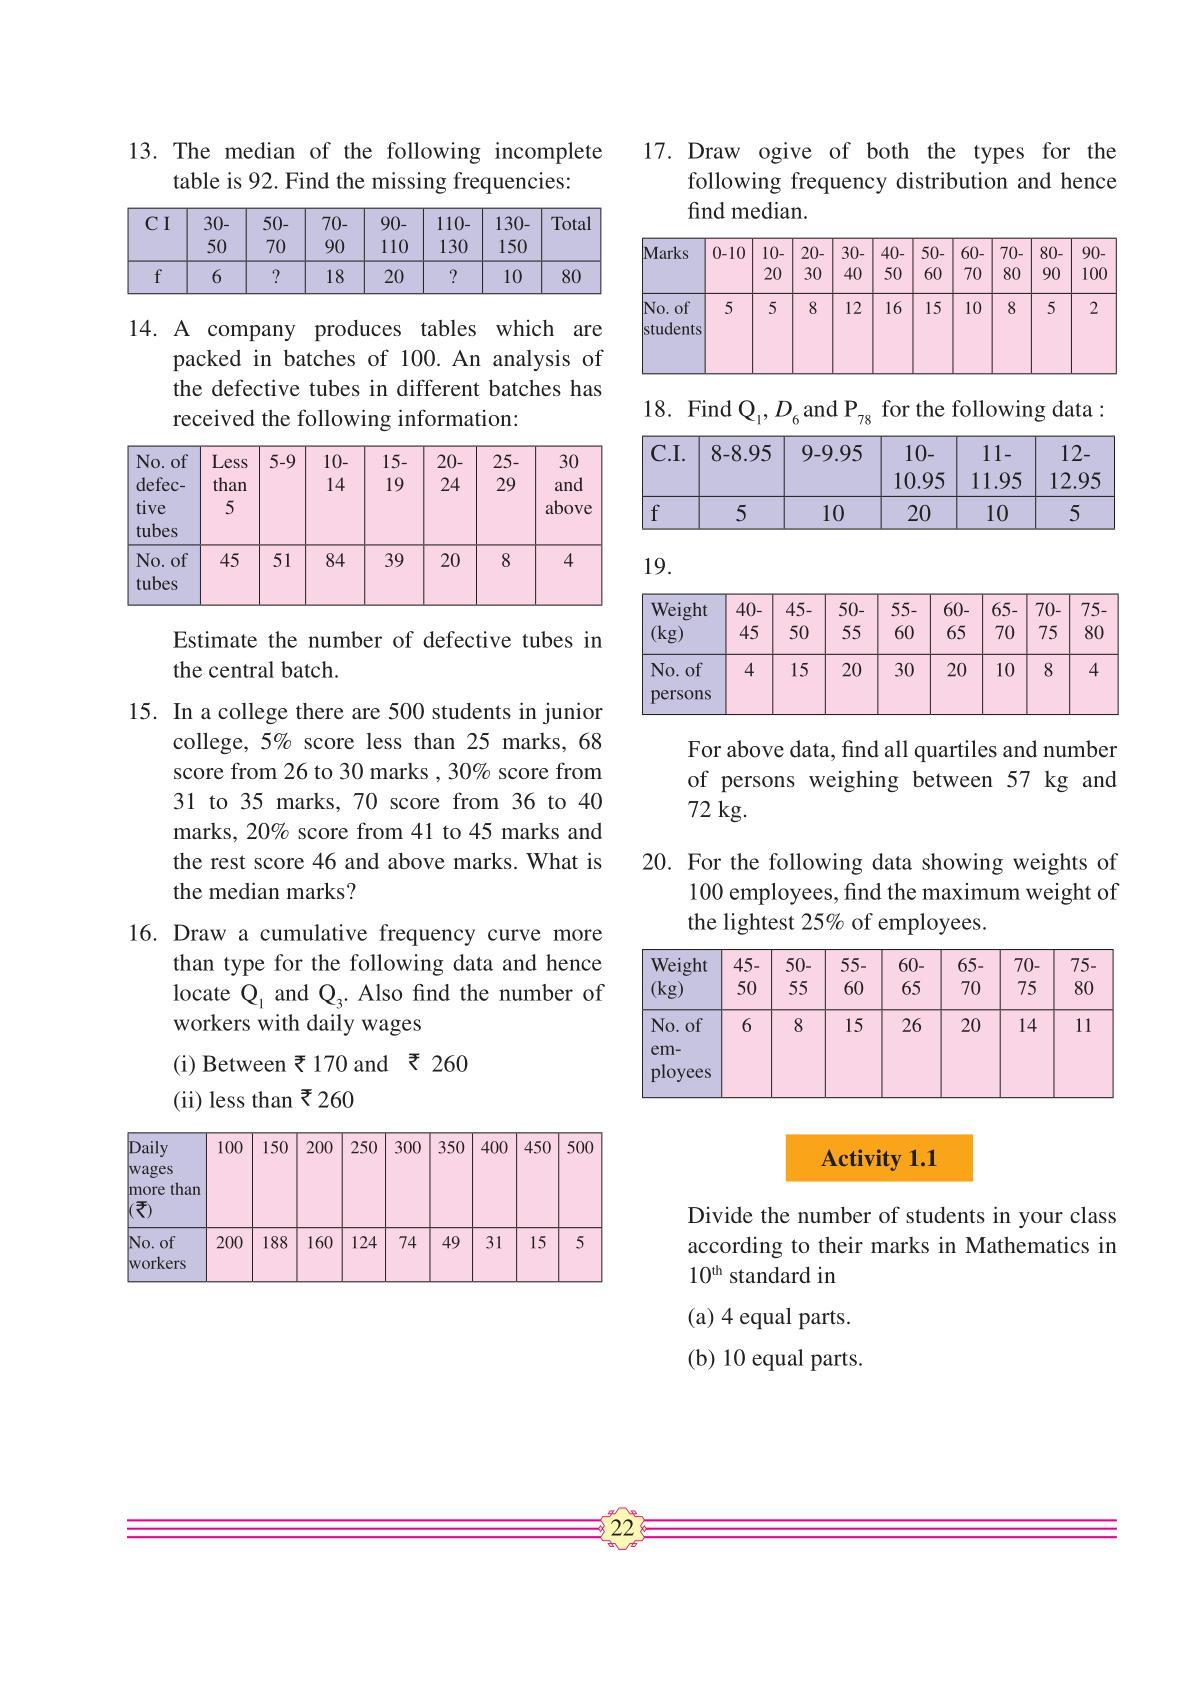 13. The median of the following incomplete
table is 92. Find the missing frequencies:
C I 30-50 50-70 70-90 90-110 110-130 130-150 Total
f 6 ? 18 20 ? 10 80
14. A company produces tables which are
packed in batches of 100. An analysis of
the defective tubes in different batches has
received the following information:
No. of defec-tive tubes Less than 5 5-9 10-14 15-19 20-24 25-29 30 and above
No. of tubes 45 51 84 39 20 8 4
Estimate the number of defective tubes in
the central batch.
15. In a college there are 500 students in junior
college, 5% score less than 25 marks, 68
score from 26 to 30 marks , 30% score from
31 to 35 marks, 70 score from 36 to 40
marks, 20% score from 41 to 45 marks and
the rest score 46 and above marks. What is
the median marks?
16. Draw a cumulative frequency curve more
than type for the following data and hence
locate Q1 and Q3. Also find the number of
workers with daily wages
(i) Between ₹ 170 and ₹ 260
(ii) less than ₹ 260
Daily wages more than (₹) 100 150 200 250 300 350 400 450 500
No. of workers 200 188 160 124 74 49 31 15 5
17. Draw ogive of both the types for the
following frequency distribution and hence
find median.
Marks 0-10 10-20 20-30 30-40 40-50 50-60 60-70 70-80 80-90 90-100
No. of students 5 5 8 12 16 15 10 8 5 2
18. Find Q1, D6 and P78 for the following data :
C.I. 8-8.95 9-9.95 10-10.95 11-11.95 12-12.95
f 5 10 20 10 5
19.
Weight (kg) 40-45 45-50 50-55 55-60 60-65 65-70 70-75 75-80
No. of persons 4 15 20 30 20 10 8 4
For above data, find all quartiles and number
of persons weighing between 57 kg and
72 kg.
20. For the following data showing weights of
100 employees, find the maximum weight of
the lightest 25% of employees.
Weight (kg) 45-50 50-55 55-60 60-65 65-70 70-75 75-80
No. of em-ployees 6 8 15 26 20 14 11
Activity 1.1
Divide the number of students in your class
according to their marks in Mathematics in
10th standard in
(a) 4 equal parts.
(b) 10 equal parts.
22